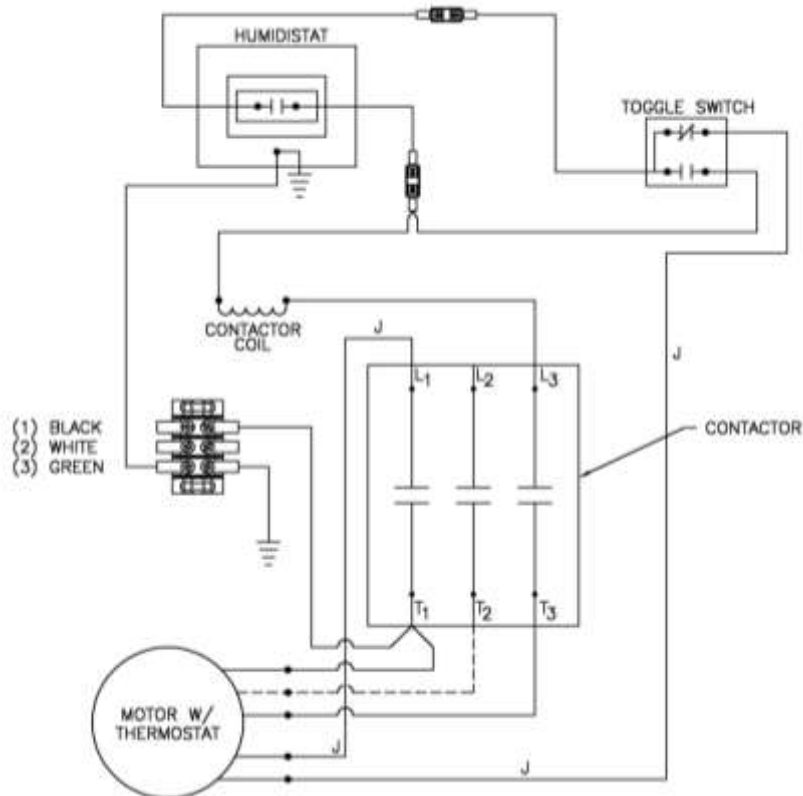 HUMIDISTAT
TOGGLE SWITCH
CONTACTOR
COIL
J
L1
L2
L3
J
(1) BLACK
(2) WHITE
(3) GREEN
CONTACTOR
T1
T2
T3
MOTOR W/
THERMOSTAT
J
J